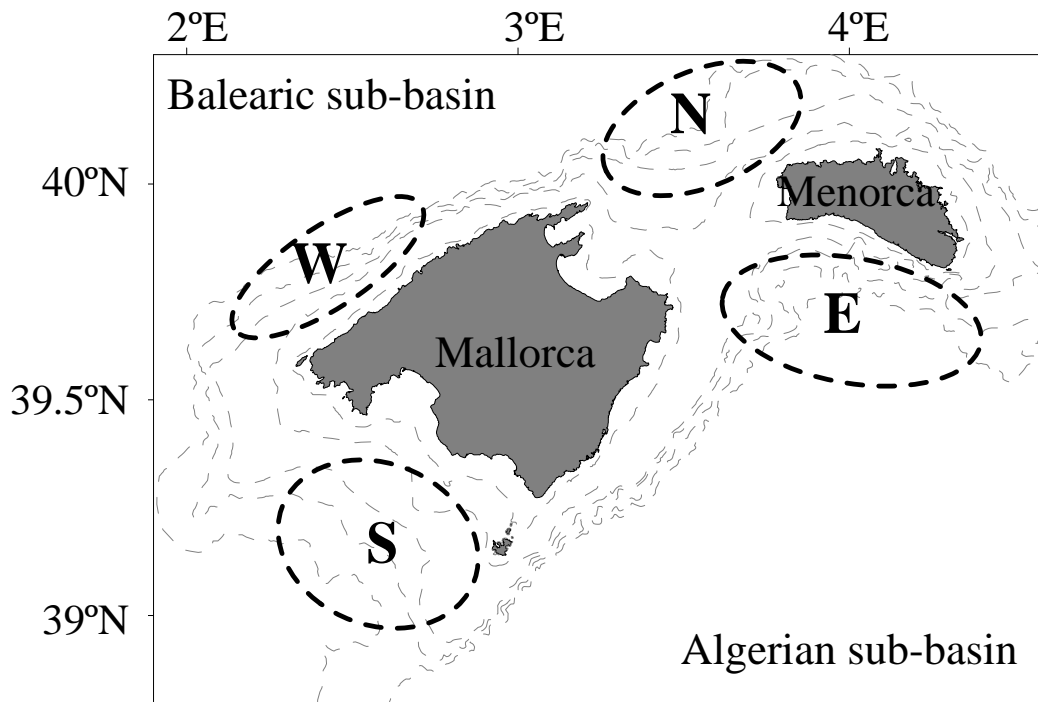 2ºE 3ºE 4ºE
Balearic sub-basin
N
40ºN
Menorca
W
E
Mallorca
39.5ºN
S
39ºN
Algerian sub-basin